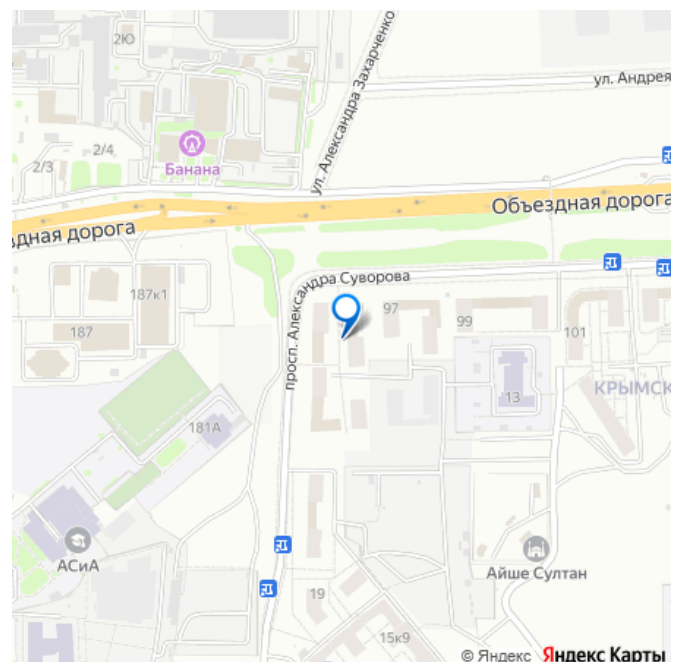 2Ю
ул. Александра Захарченко
ул. Андрея
2/4
2/3
Банана
Объездная дорога
здная дорога
просп. Александра Суворова
187к1
187
97
99
101
13
КРЫМСК
181А
АСиА
Айше Султан
19
15к9
© Яндекс Яндекс Карты